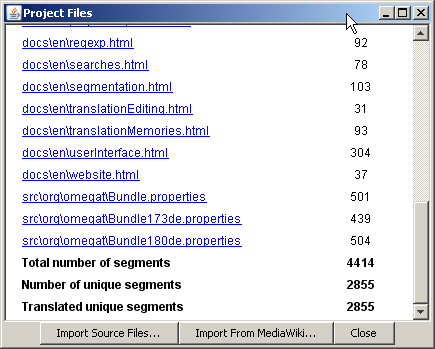 Project Files
docs\en\regexp.html 92
docs\en\searches.html 78
docs\en\segmentation.html 103
docs\en\translationEditing.html 31
docs\en\translationMemories.html 93
docs\en\userInterface.html 304
docs\en\website.html 37
src\org\omegat\Bundle.properties 501
src\org\omegat\Bundle173de.properties 439
src\org\omegat\Bundle180de.properties 504
Total number of segments 4414
Number of unique segments 2855
Translated unique segments 2855
Import Source Files... Import From MediaWiki... Close